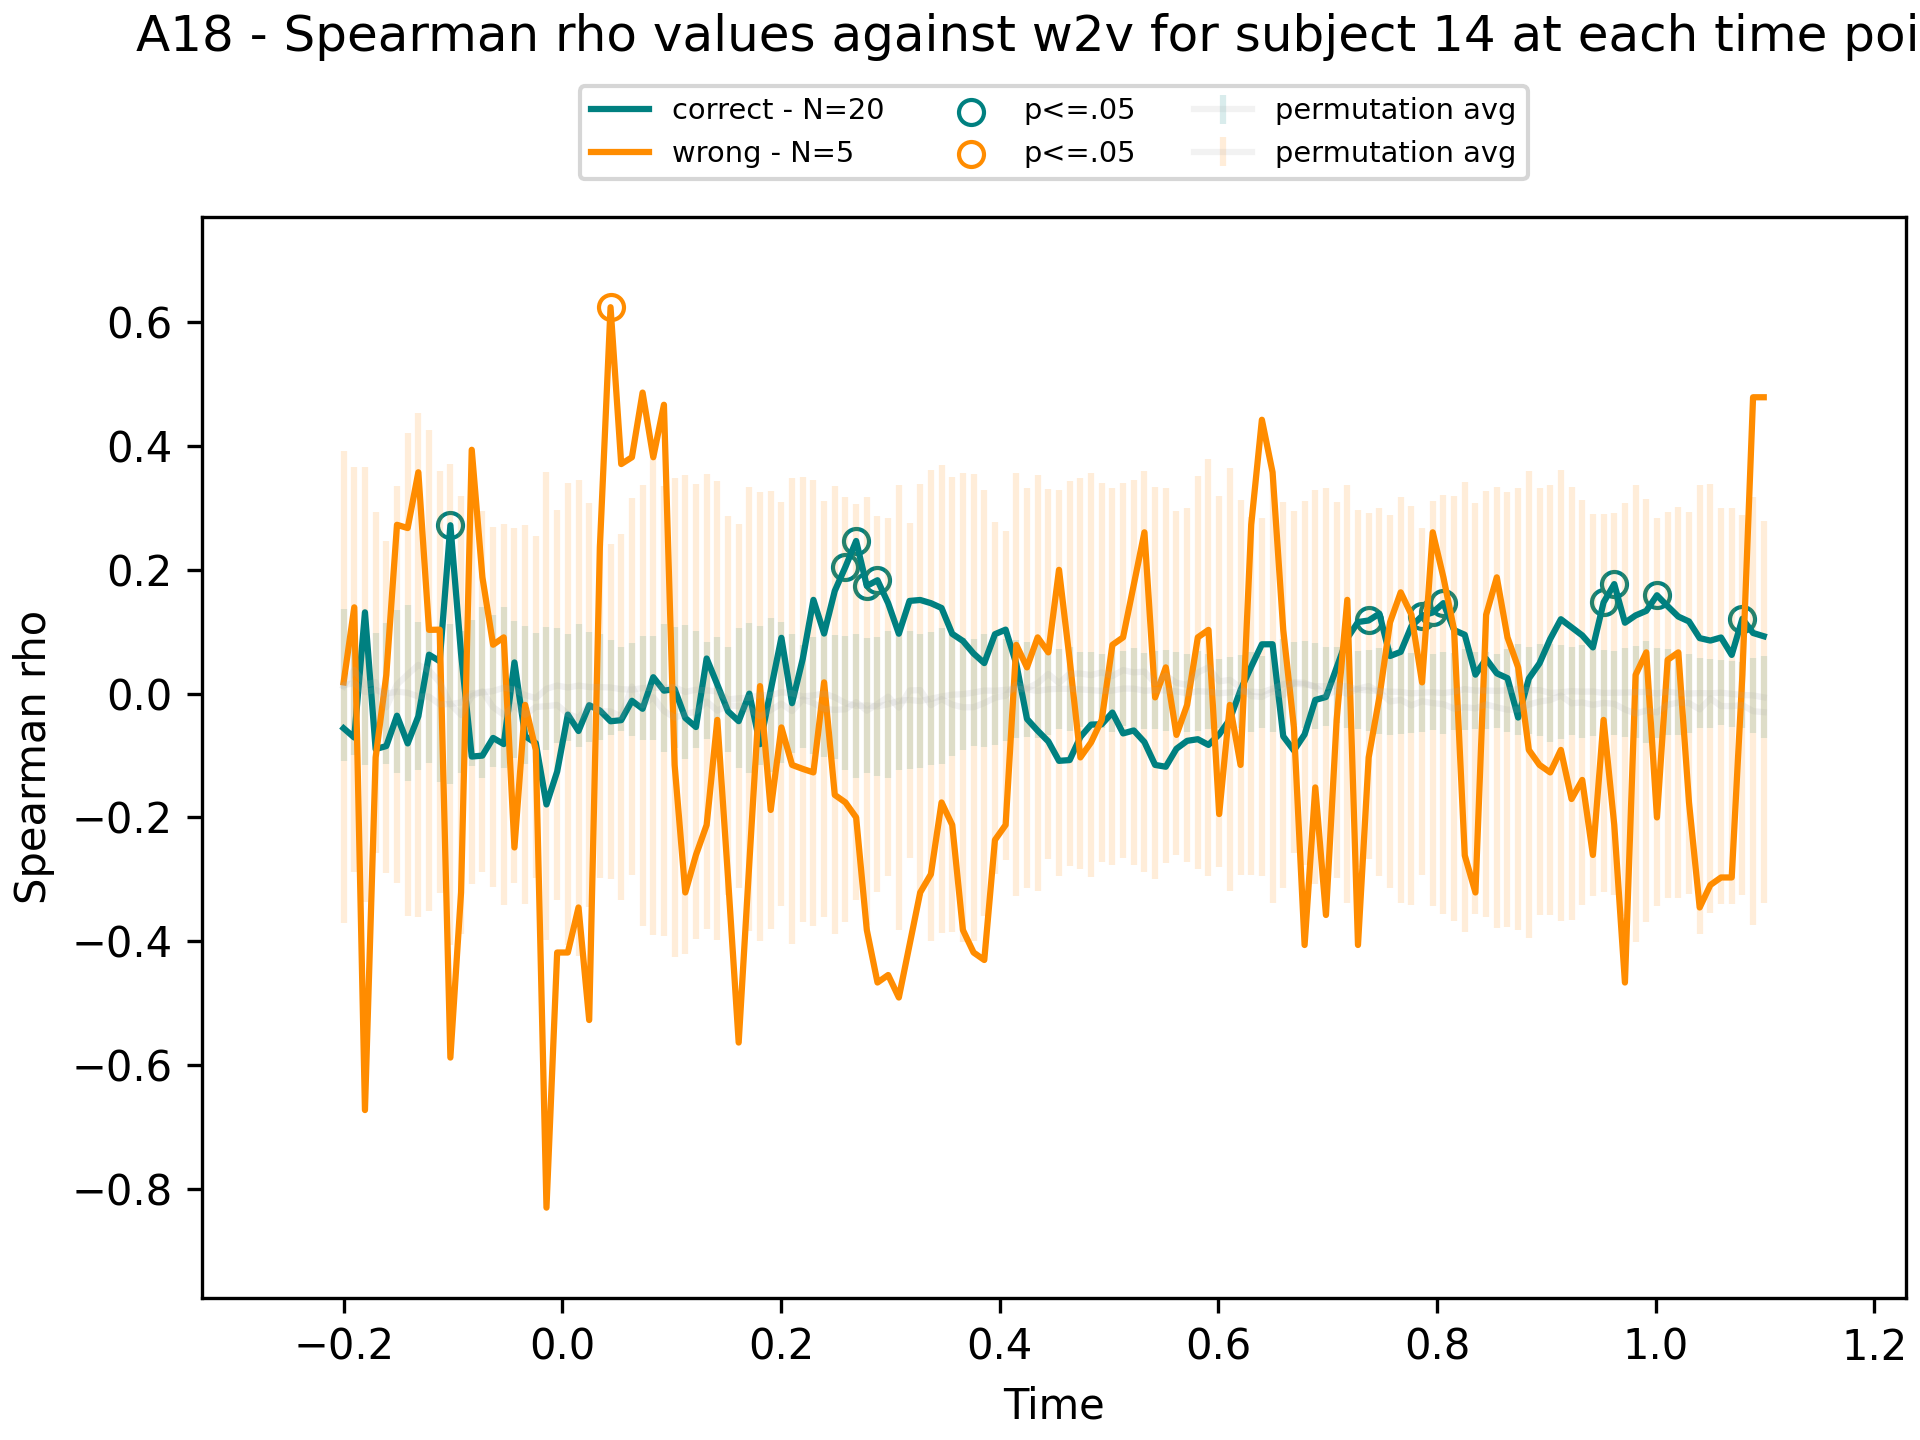 A18 - Spearman rho values against w2v for subject 14 at each time poi
correct - N=20 p<=.05 permutation avg
wrong - N=5 p<=.05 permutation avg
Spearman rho
0.6
0.4
0.2
0.0
−0.2
−0.4
−0.6
−0.8
−0.2 0.0 0.2 0.4 0.6 0.8 1.0 1.2
Time